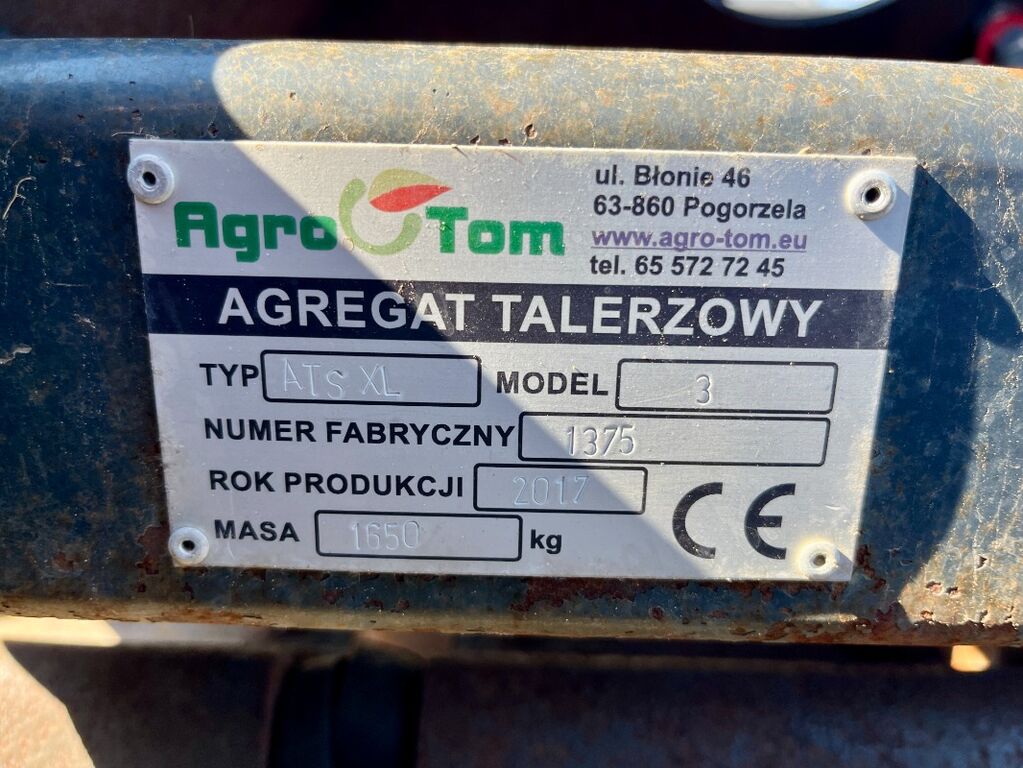 Agro Tom
ul. Błonie 46
63-860 Pogorzela
www.agro-tom.eu
tel. 65 572 72 45
AGREGAT TALERZOWY
TYP ATS XL MODEL 3
NUMER FABRYCZNY 1375
ROK PRODUKCJI 2017
MASA 1650 kg
CE